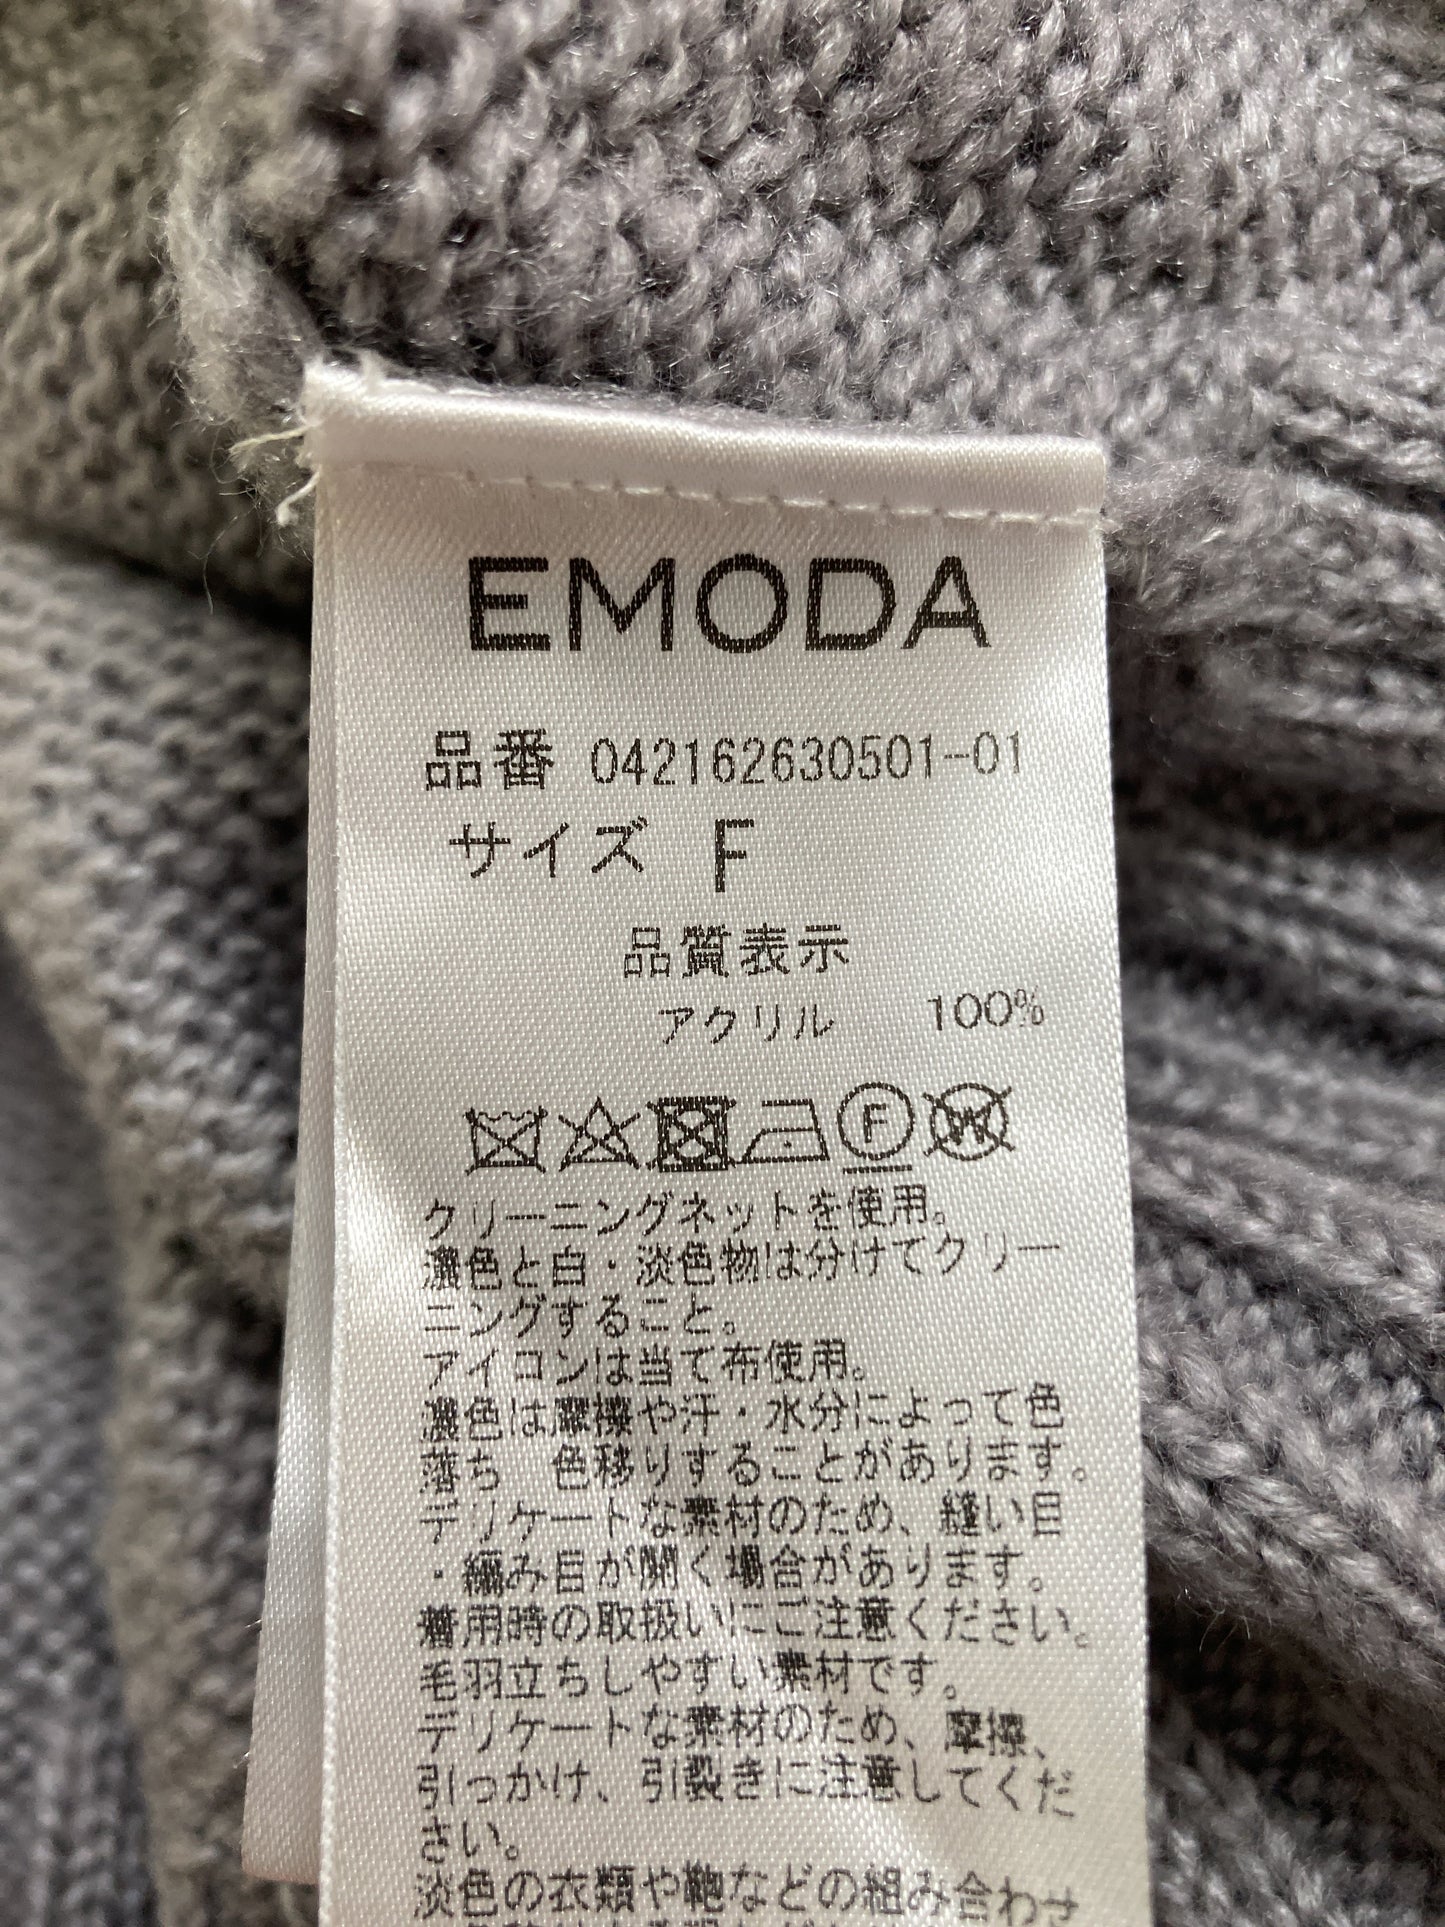 EMODA
品番 042162630501-01
サイズ F
品質表示
アクリル 100%
F W
クリーニングネットを使用。
濃色と白・淡色物は分けてクリー
ニングすること。
アイロンは当て布使用。
濃色は摩擦や汗・水分によって色
落ち 色移りすることがあります。
デリケートな素材のため、縫い目
・編み目が開く場合があります。
着用時の取扱いにご注意ください。
毛羽立ちしやすい素材です。
デリケートな素材のため、摩擦、
引っかけ、引裂きに注意してくだ
さい。
淡色の衣類や鞄などの組み合わせ